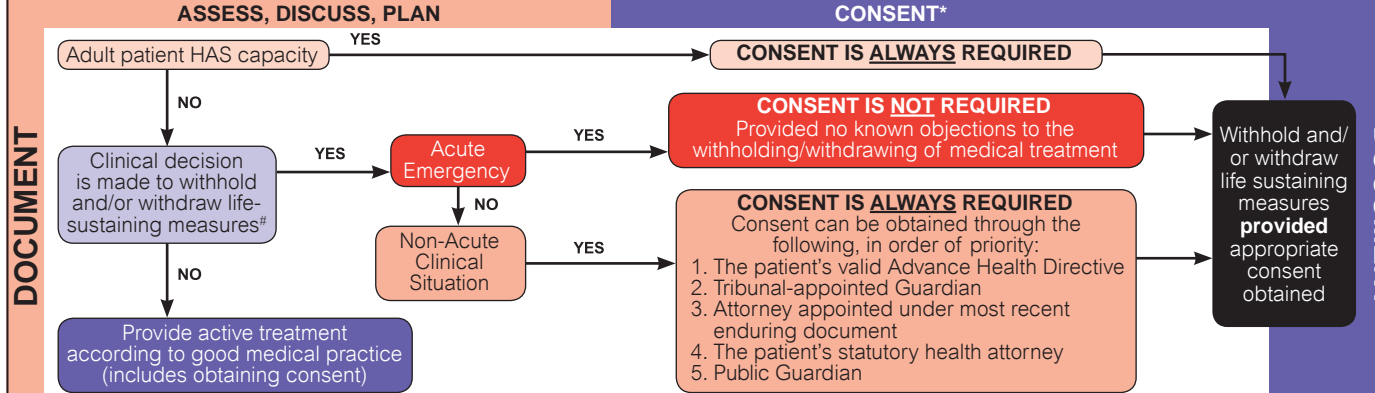 ASSESS, DISCUSS, PLAN
CONSENT*
DOCUMENT
Adult patient HAS capacity
YES
CONSENT IS ALWAYS REQUIRED
NO
Clinical decision
is made to withhold
and/or withdraw life-
sustaining measures#
YES
Acute
Emergency
YES
CONSENT IS NOT REQUIRED
Provided no known objections to the
withholding/withdrawing of medical treatment
NO
Non-Acute
Clinical
Situation
YES
CONSENT IS ALWAYS REQUIRED
Consent can be obtained through the
following, in order of priority:
1. The patient's valid Advance Health Directive
2. Tribunal-appointed Guardian
3. Attorney appointed under most recent
enduring document
4. The patient's statutory health attorney
5. Public Guardian
Withhold and/
or withdraw
life sustaining
measures
provided
appropriate
consent
obtained
NO
Provide active treatment
according to good medical practice
(includes obtaining consent)